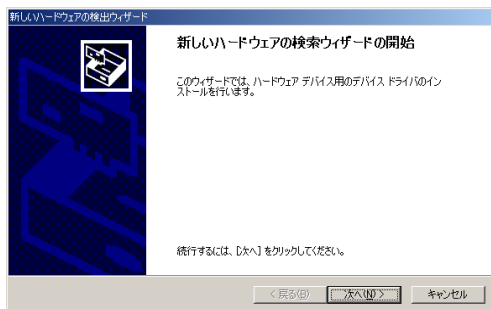 新しいハードウェアの検出ウィザード
新しいハードウェアの検索ウィザードの開始
このウィザードでは、ハードウェア デバイス用のデバイス ドライバのイン
ストールを行います。
続行するには、[次へ] をクリックしてください。
< 戻る(B) 次へ(N) > キャンセル